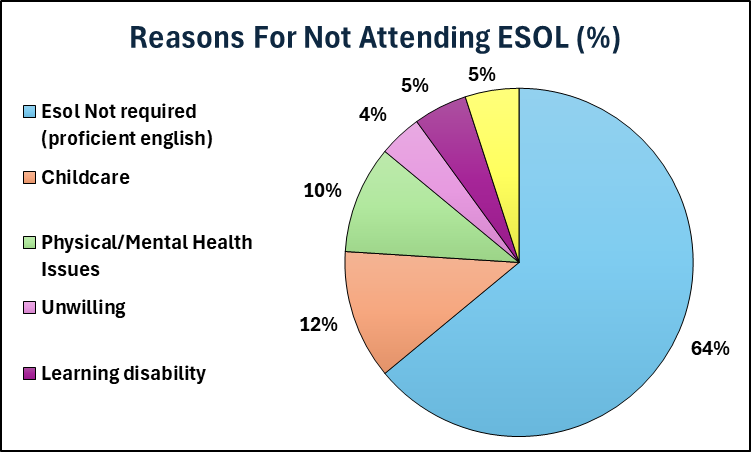 Reasons For Not Attending ESOL (%)
5%
5%
4%
10%
12%
64%
Esol Not required
(proficient english)
Childcare
Physical/Mental Health
Issues
Unwilling
Learning disability